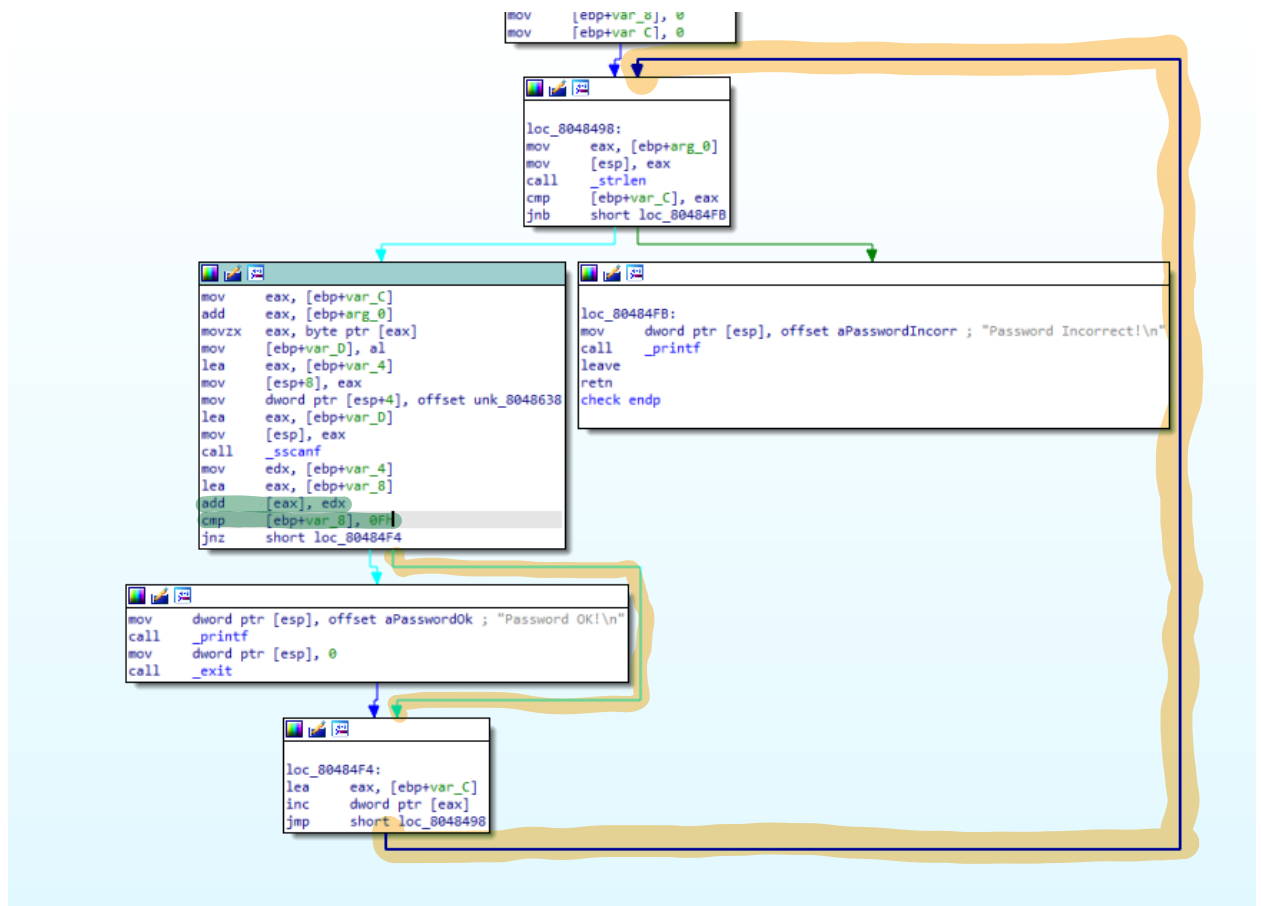 mov [ebp+var_8], 0
mov [ebp+var_C], 0
loc_8048498:
mov eax, [ebp+arg_0]
mov [esp], eax
call _strlen
cmp [ebp+var_C], eax
jnb short loc_80484FB
mov eax, [ebp+var_C]
add eax, [ebp+arg_0]
movzx eax, byte ptr [eax]
mov [ebp+var_D], al
lea eax, [ebp+var_4]
mov [esp+8], eax
mov dword ptr [esp+4], offset unk_8048638
lea eax, [ebp+var_D]
mov [esp], eax
call _sscanf
mov edx, [ebp+var_4]
lea eax, [ebp+var_8]
add [eax], edx
cmp [ebp+var_8], 0Fh
jnz short loc_80484F4
loc_80484FB:
mov dword ptr [esp], offset aPasswordIncorr ; "Password Incorrect!\n"
call _printf
leave
retn
check endp
mov dword ptr [esp], offset aPasswordOk ; "Password OK!\n"
call _printf
mov dword ptr [esp], 0
call _exit
loc_80484F4:
lea eax, [ebp+var_C]
inc dword ptr [eax]
jmp short loc_8048498